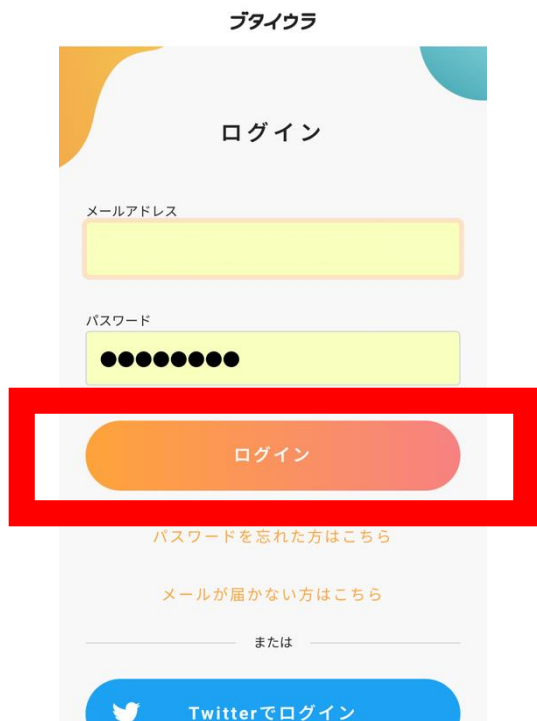 ブタイウラ
ログイン
メールアドレス
パスワード
●●●●●●●●
ログイン
パスワードを忘れた方はこちら
メールが届かない方はこちら
または
Twitterでログイン